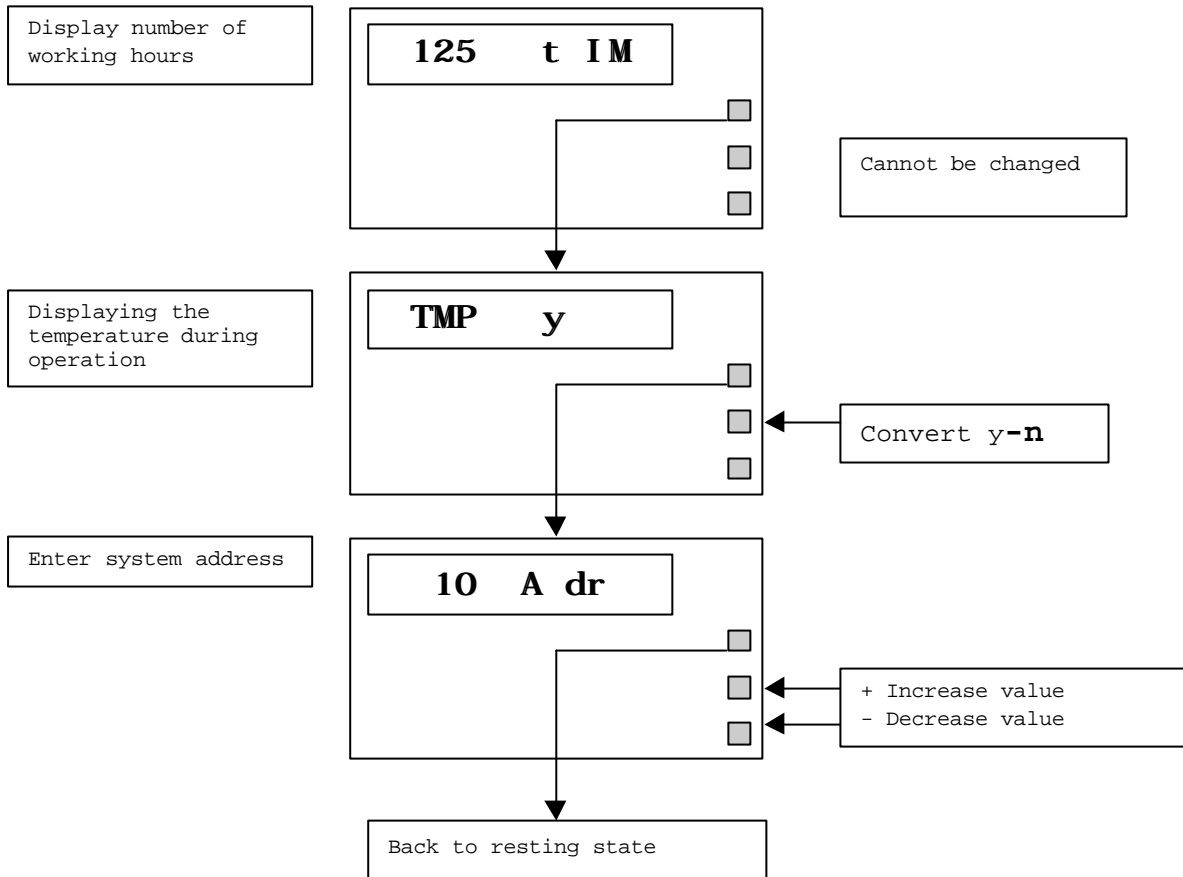 Display number of
working hours
125 t IM
Cannot be changed
Displaying the
temperature during
operation
TMP y
Convert y-n
Enter system address
10 A dr
+ Increase value
- Decrease value
Back to resting state